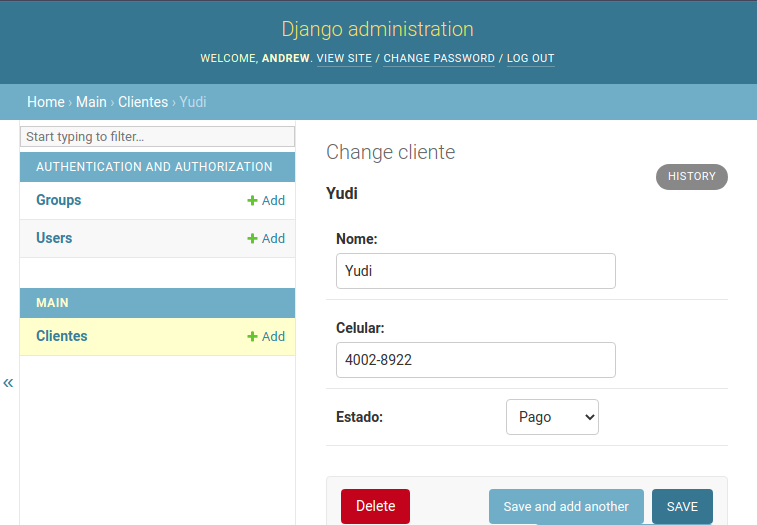 Django administration
WELCOME, ANDREW. VIEW SITE / CHANGE PASSWORD / LOG OUT
Home › Main › Clientes › Yudi
Start typing to filter...
AUTHENTICATION AND AUTHORIZATION
Groups + Add
Users + Add
MAIN
Clientes + Add
«
Change cliente
HISTORY
Yudi
Nome:
Yudi
Celular:
4002-8922
Estado: Pago
Delete Save and add another SAVE